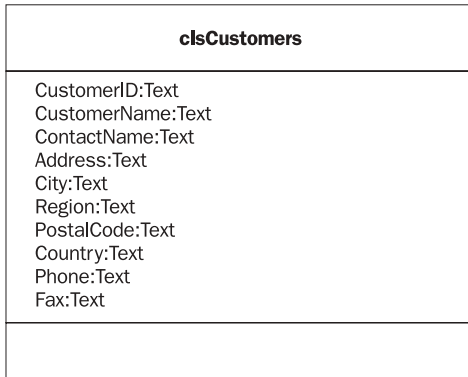 clsCustomers
CustomerID:Text
CustomerName:Text
ContactName:Text
Address:Text
City:Text
Region:Text
PostalCode:Text
Country:Text
Phone:Text
Fax:Text